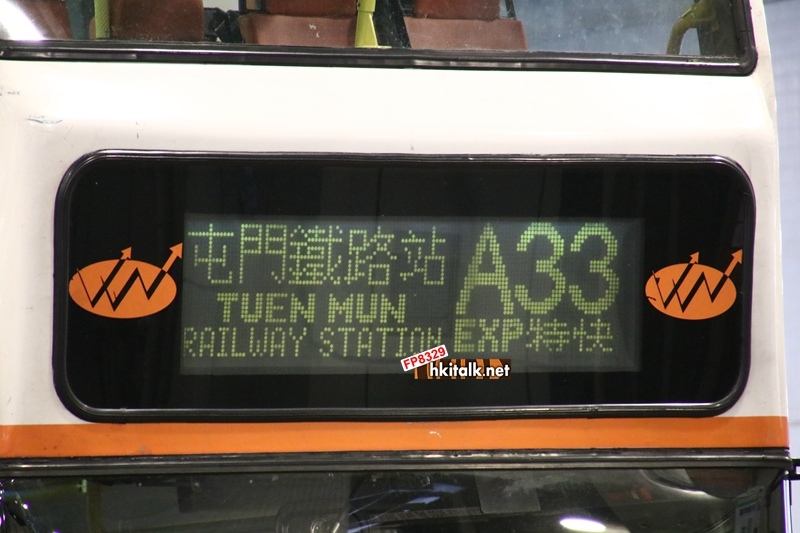 屯門鐵路站 A33
TUEN MUN
RAILWAY STATION EXP特快
FP8329
hkitalk.net